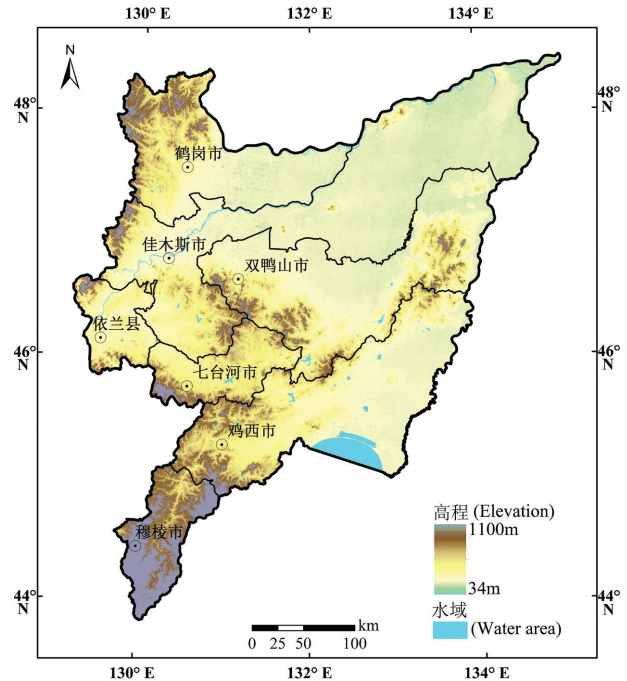 130° E 132° E 134° E
N
48°
N
48°
N
鹤岗市
佳木斯市
双鸭山市
46°
N
46°
N
依兰县
七台河市
鸡西市
高程 (Elevation)
1100m
34m
穆棱市
44°
N
44°
N
水域
(Water area)
km
0 25 50 100
130° E 132° E 134° E